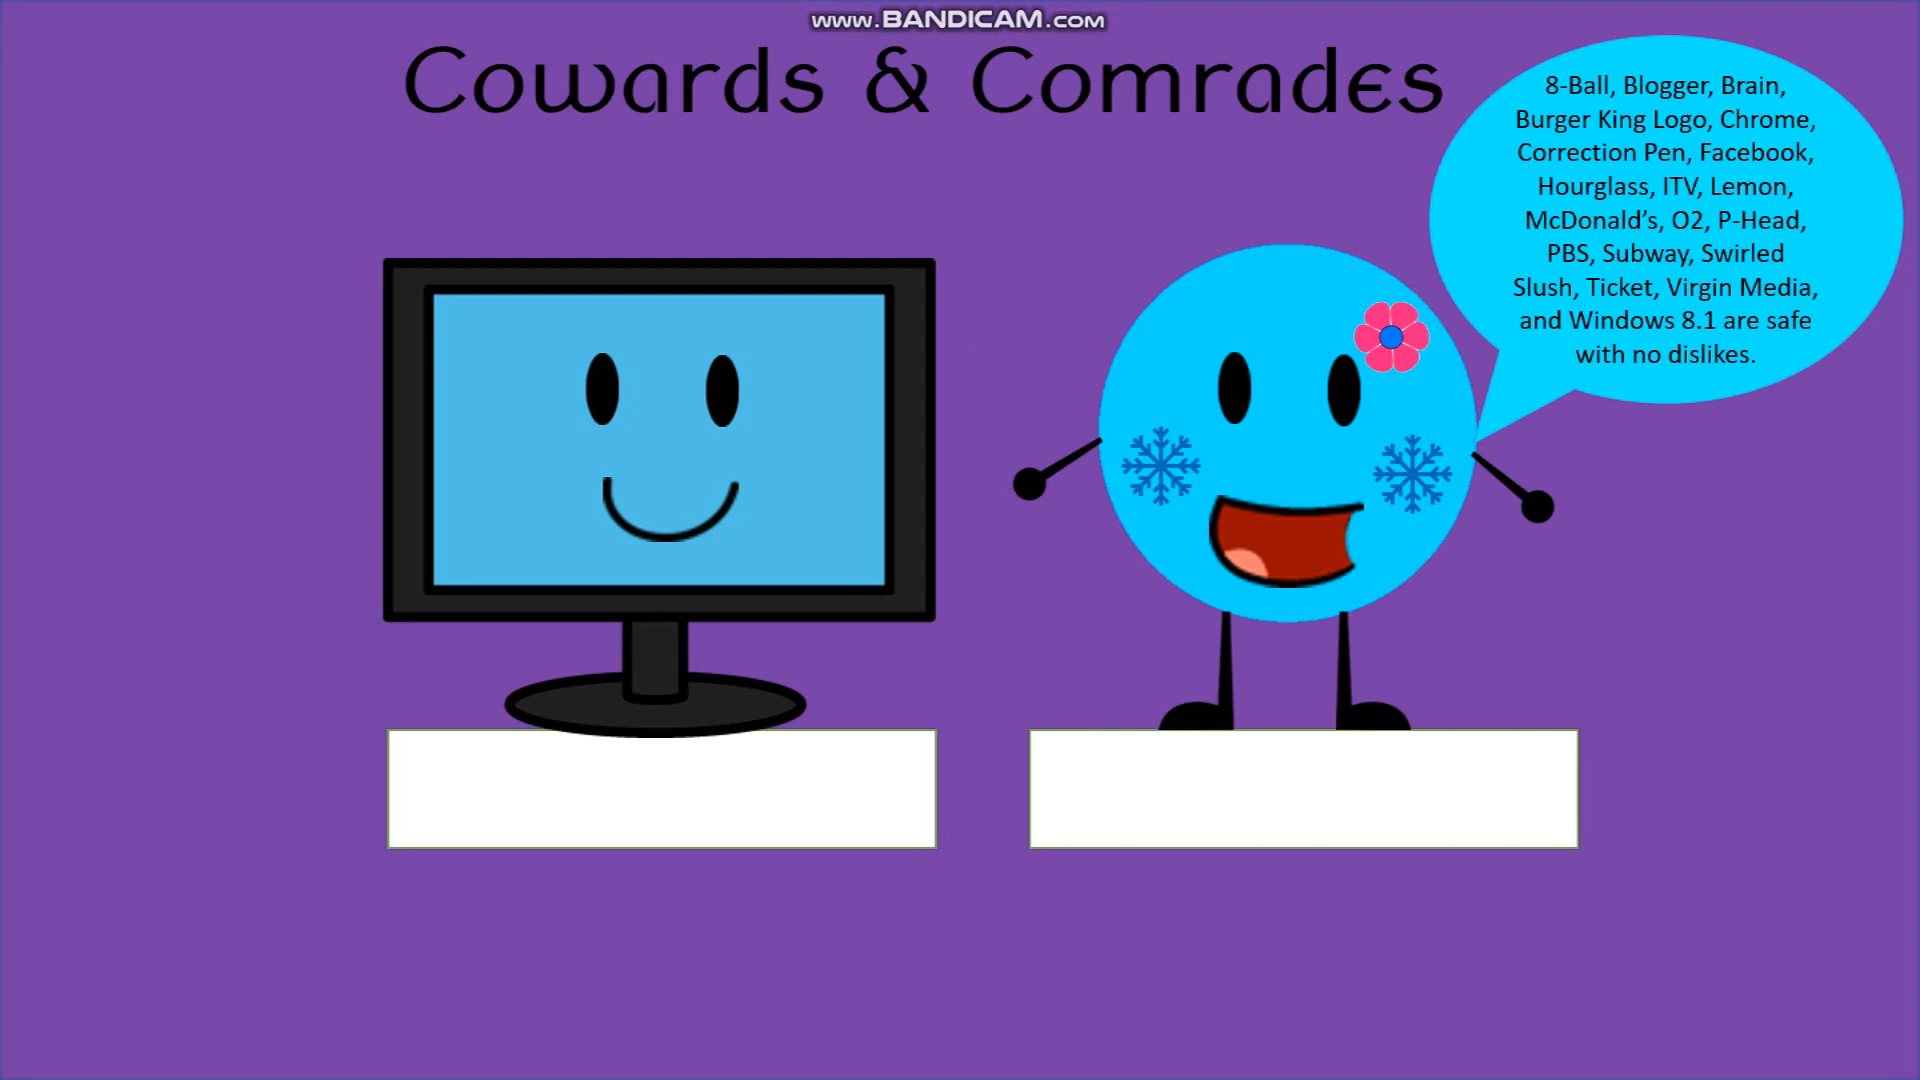 www.BANDICAM.com
Cowards & Comrades
8-Ball, Blogger, Brain,
Burger King Logo, Chrome,
Correction Pen, Facebook,
Hourglass, ITV, Lemon,
McDonald’s, O2, P-Head,
PBS, Subway, Swirled
Slush, Ticket, Virgin Media,
and Windows 8.1 are safe
with no dislikes.